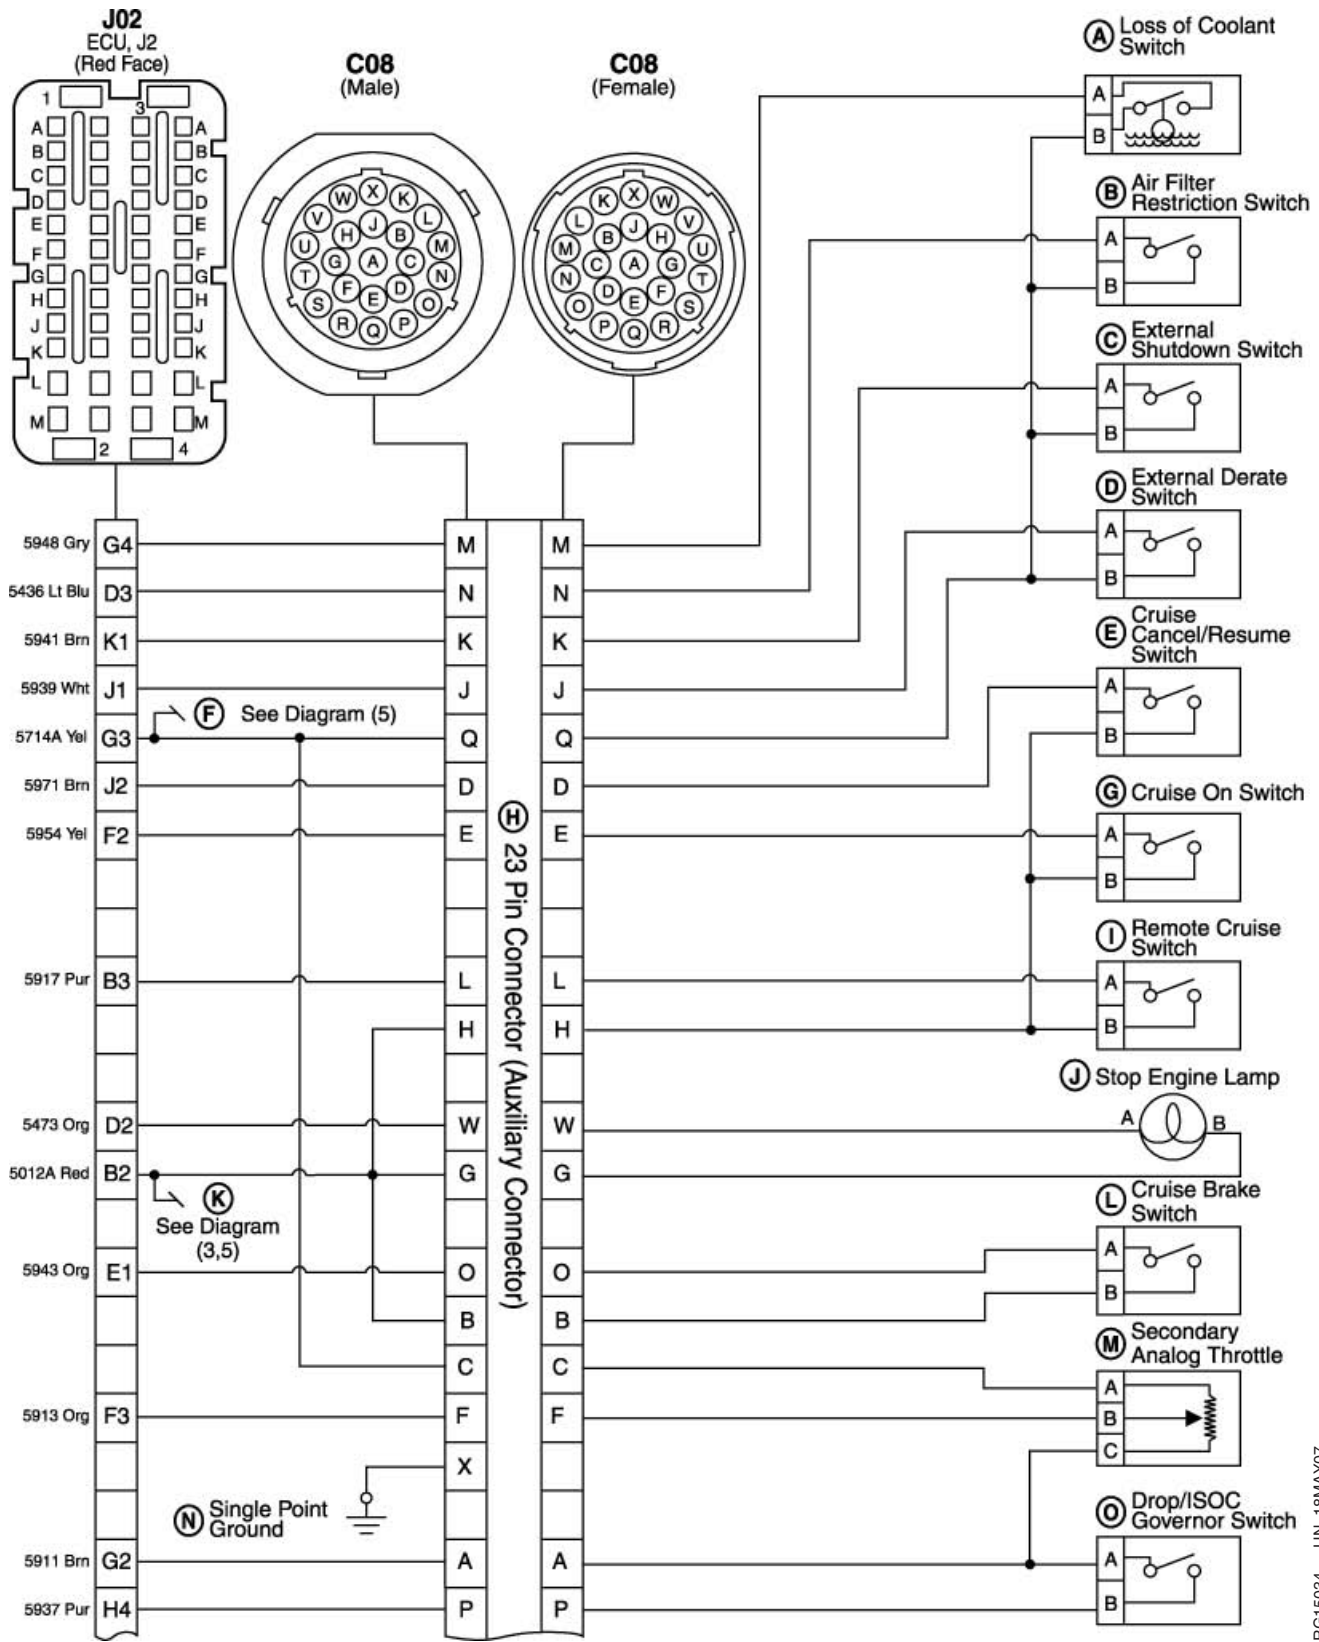 J02
ECU, J2
(Red Face)
C08
(Male)
C08
(Female)
1
3
A A
B B
C C
D D
E E
F F
G G
H H
J J
K K
L L
M M
2
4
W X K
V H J B L
U G A C M
T F E D N
S R Q P O
K X W
L B J H V
M C A G U
N D E F T
O P Q R S
A Loss of Coolant
Switch
A
B
B Air Filter
Restriction Switch
A
B
C External
Shutdown Switch
A
B
D External Derate
Switch
A
B
E Cruise
Cancel/Resume
Switch
A
B
G Cruise On Switch
A
B
I Remote Cruise
Switch
A
B
J Stop Engine Lamp
A B
L Cruise Brake
Switch
A
B
M Secondary
Analog Throttle
A
B
C
O Drop/ISOC
Governor Switch
A
B
5948 Gry G4 M M
5436 Lt Blu D3 N N
5941 Brn K1 K K
5939 Wht J1 J J
F See Diagram (5)
5714A Yel G3 Q Q
5971 Brn J2 D D
5954 Yel F2 E E
H 23 Pin Connector (Auxiliary Connector)
5917 Pur B3 L L
H H
5473 Org D2 W W
5012A Red B2 G G
K
See Diagram
(3,5)
5943 Org E1 O O
B B
C C
5913 Org F3 F F
X
N Single Point
Ground
5911 Brn G2 A A
5937 Pur H4 P P